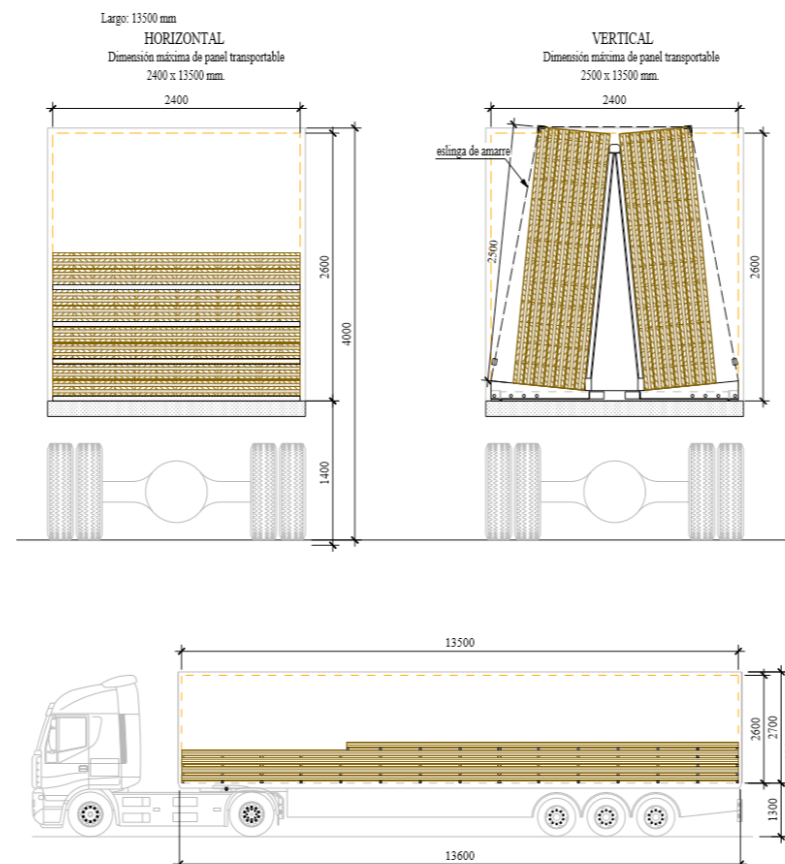 Largo: 13500 mm
HORIZONTAL
Dimensión máxima de panel transportable
2400 x 13500 mm.
2400
2600
4000
1400
VERTICAL
Dimensión máxima de panel transportable
2500 x 13500 mm.
2400
eslinga de amarre
2500
2600
13500
2600
2700
1300
13600